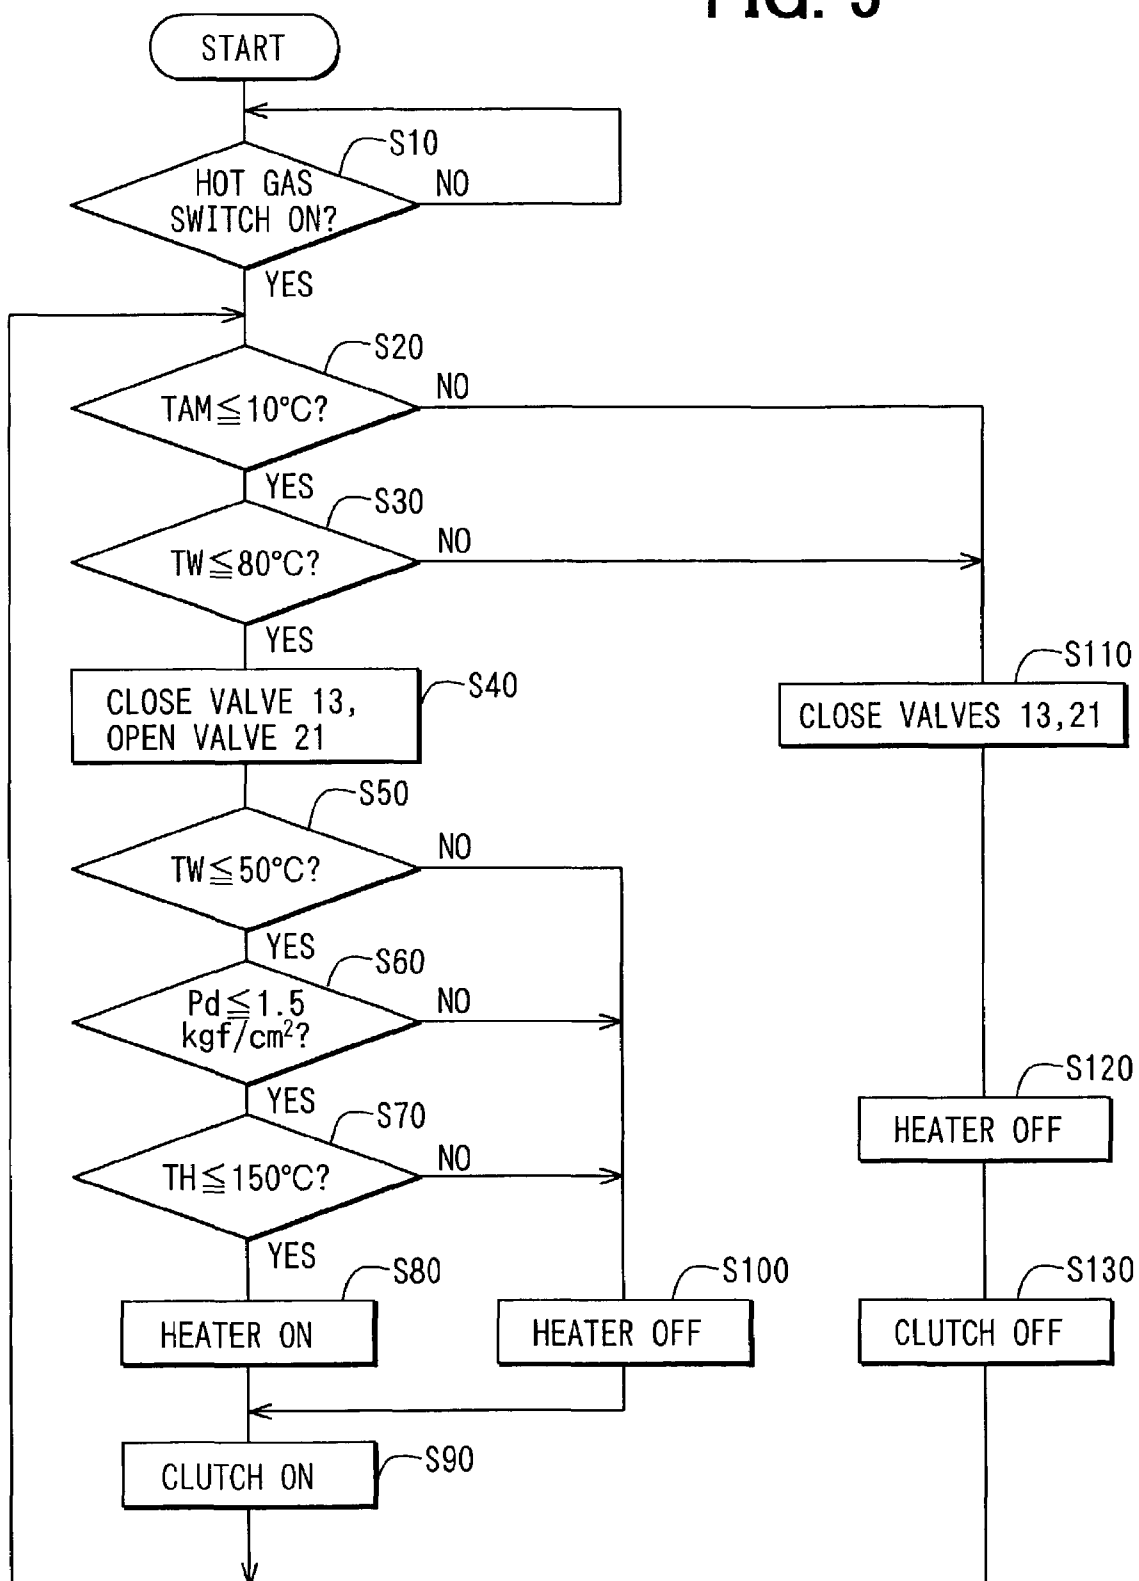 START
S10
HOT GAS
SWITCH ON?
NO
YES
S20
TAM≦10°C?
NO
YES
S30
TW≦80°C?
NO
YES
S40
CLOSE VALVE 13,
OPEN VALVE 21
S110
CLOSE VALVES 13,21
S50
TW≦50°C?
NO
YES
S60
Pd≦1.5
kgf/cm²?
NO
YES
S70
TH≦150°C?
NO
YES
S120
HEATER OFF
S80
HEATER ON
S100
HEATER OFF
S130
CLUTCH OFF
S90
CLUTCH ON